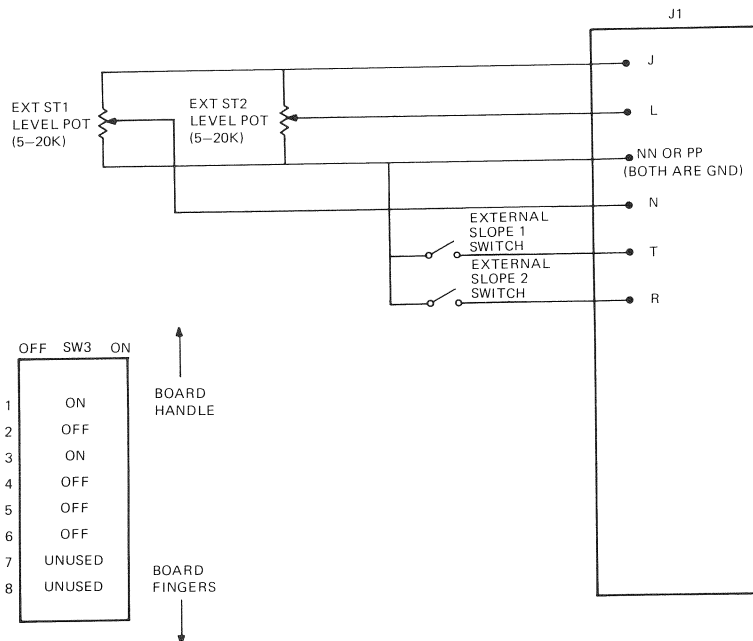 J1
J
EXT ST1
LEVEL POT
(5–20K)
EXT ST2
LEVEL POT
(5–20K)
L
NN OR PP
(BOTH ARE GND)
N
EXTERNAL
SLOPE 1
SWITCH
T
EXTERNAL
SLOPE 2
SWITCH
R
OFF SW3 ON
1 ON
2 OFF
3 ON
4 OFF
5 OFF
6 OFF
7 UNUSED
8 UNUSED
BOARD
HANDLE
BOARD
FINGERS